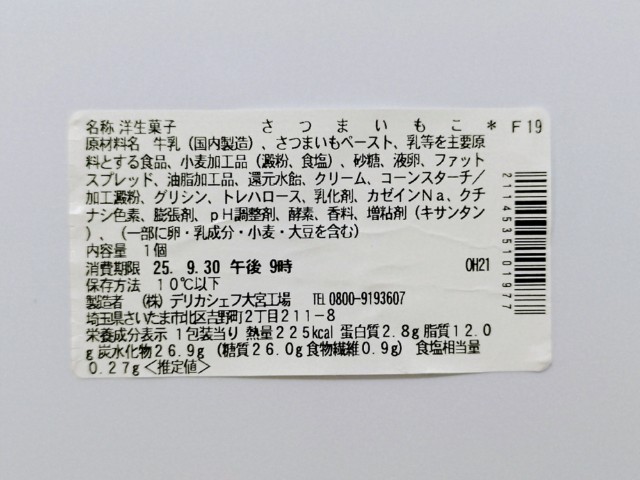 名称 洋生菓子 さつまいもこ * F19
原材料名 牛乳（国内製造）、さつまいもペースト、乳等を主要原
料とする食品、小麦加工品（澱粉、食塩）、砂糖、液卵、ファット
スプレッド、油脂加工品、還元水飴、クリーム、コーンスターチ／
加工澱粉、グリシン、トレハロース、乳化剤、カゼインNa、クチ
ナシ色素、膨張剤、pH調整剤、酵素、香料、増粘剤（キサンタン
）、（一部に卵・乳成分・小麦・大豆を含む）
内容量 1個
消費期限 25. 9.30 午後 9時 OH21
保存方法 10℃以下
製造者 （株）デリカシェフ大宮工場 TEL 0800-9193607
埼玉県さいたま市北区吉野町2丁目211-8
栄養成分表示 1包装当り 熱量225kcal 蛋白質2.8g 脂質12.0
g 炭水化物26.9g （糖質26.0g 食物繊維0.9g） 食塩相当量
0.27g＜推定値＞
2114535101977